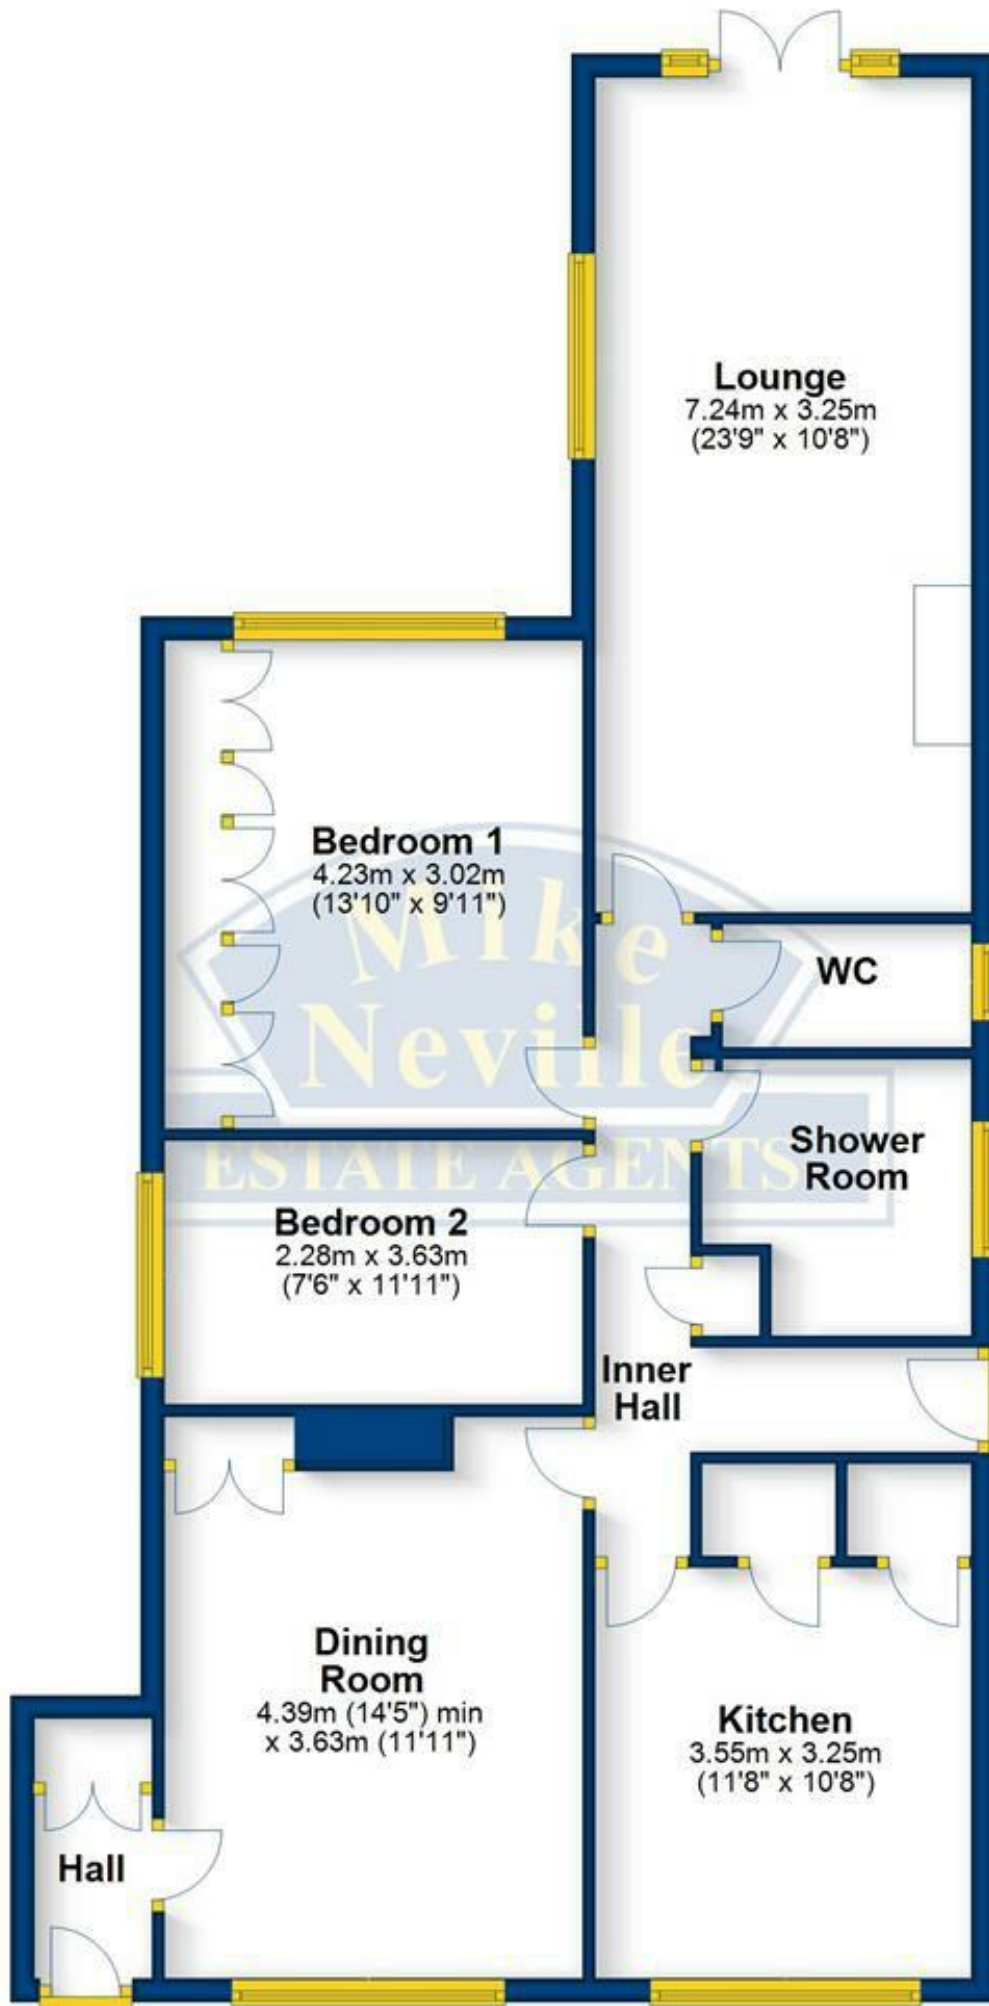 Lounge
7.24m x 3.25m
(23'9" x 10'8")
Bedroom 1
4.23m x 3.02m
(13'10" x 9'11")
Mike
Neville
ESTATE AGENTS
WC
Shower
Room
Bedroom 2
2.28m x 3.63m
(7'6" x 11'11")
Inner
Hall
Dining
Room
4.39m (14'5") min
x 3.63m (11'11")
Kitchen
3.55m x 3.25m
(11'8" x 10'8")
Hall